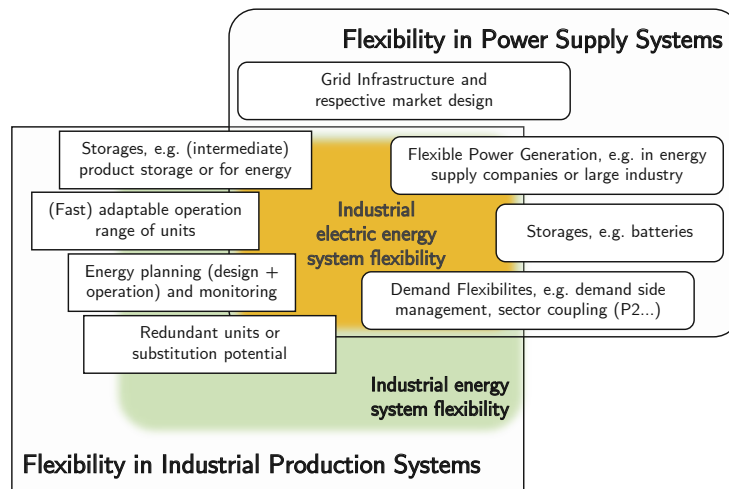 Flexibility in Power Supply Systems
Grid Infrastructure and
respective market design
Storages, e.g. (intermediate)
product storage or for energy
Flexible Power Generation, e.g. in energy
supply companies or large industry
(Fast) adaptable operation
range of units
Industrial
electric energy
system flexibility
Storages, e.g. batteries
Energy planning (design +
operation) and monitoring
Demand Flexibilites, e.g. demand side
management, sector coupling (P2...)
Redundant units or
substitution potential
Industrial energy
system flexibility
Flexibility in Industrial Production Systems